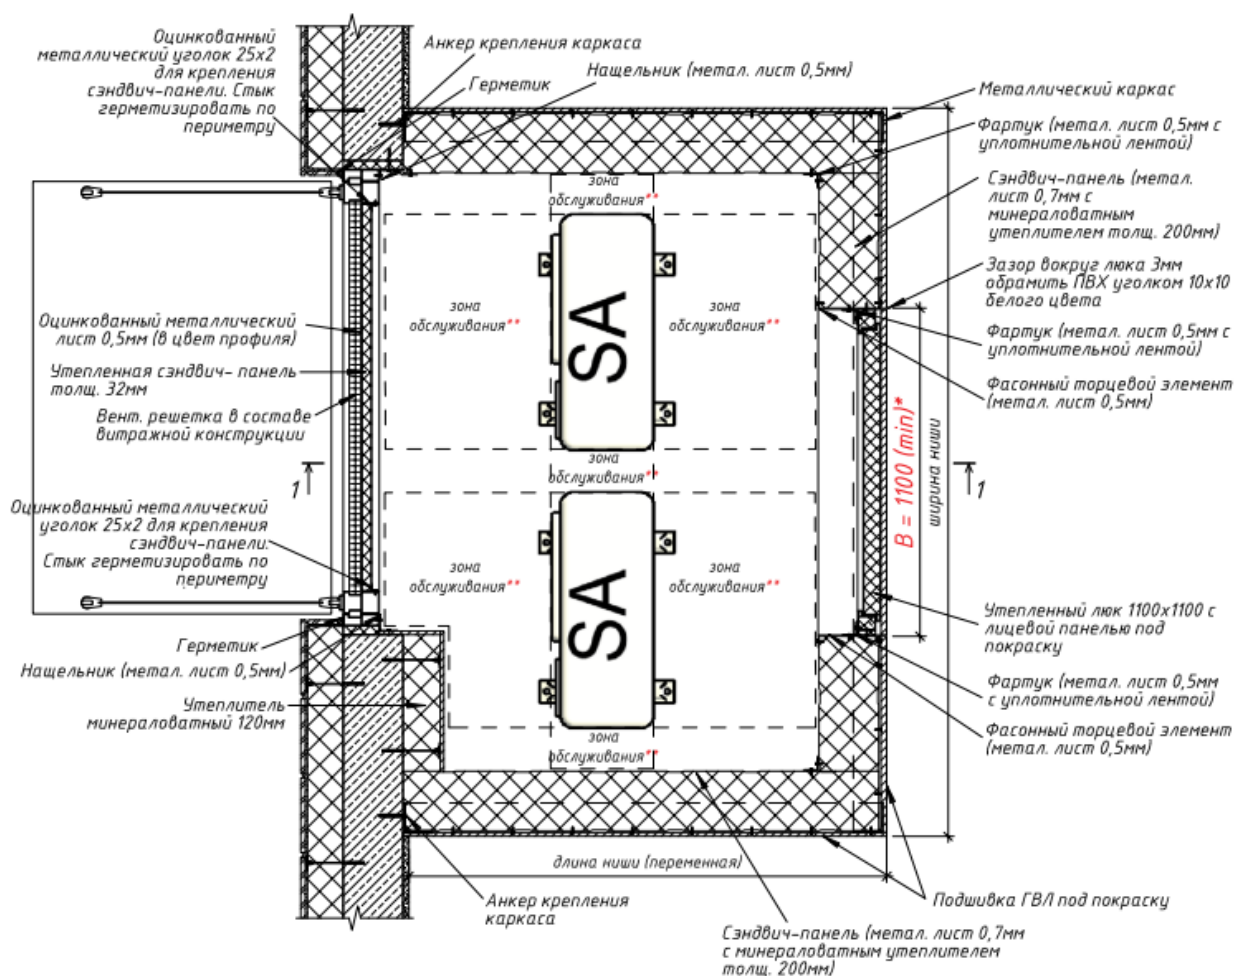 Оцинкованный
металлический уголок 25х2
для крепления
сэндвич-панели. Стык
герметизировать по
периметру
Анкер крепления каркаса
Герметик
Нащельник (метал. лист 0,5мм)
Металлический каркас
Фартук (метал. лист 0,5мм с
уплотнительной лентой)
Сэндвич-панель (метал.
лист 0,7мм с
минераловатным
утеплителем толщ. 200мм)
Зазор вокруг люка 3мм
обрамить ПВХ уголком 10х10
белого цвета
Фартук (метал. лист 0,5мм с
уплотнительной лентой)
Фасонный торцевой элемент
(метал. лист 0,5мм)
зона
обслуживания**
зона
обслуживания**
зона
обслуживания**
SA
Оцинкованный металлический
лист 0,5мм (в цвет профиля)
Утепленная сэндвич- панель
толщ. 32мм
Вент. решетка в составе
витражной конструкции
зона
обслуживания**
1
1
B = 1100 (min)*
ширина ниши
Оцинкованный металлический
уголок 25х2 для крепления
сэндвич-панели.
Стык герметизировать по
периметру
зона
обслуживания**
зона
обслуживания**
SA
Герметик
Нащельник (метал. лист 0,5мм)
Утеплитель
минераловатный 120мм
зона
обслуживания**
Утепленный люк 1100х1100 с
лицевой панелью под
покраску
Фартук (метал. лист 0,5мм
с уплотнительной лентой)
Фасонный торцевой элемент
(метал. лист 0,5мм)
длина ниши (переменная)
Анкер крепления
каркаса
Подшивка ГВЛ под покраску
Сэндвич-панель (метал. лист 0,7мм
с минераловатным утеплителем
толщ. 200мм)